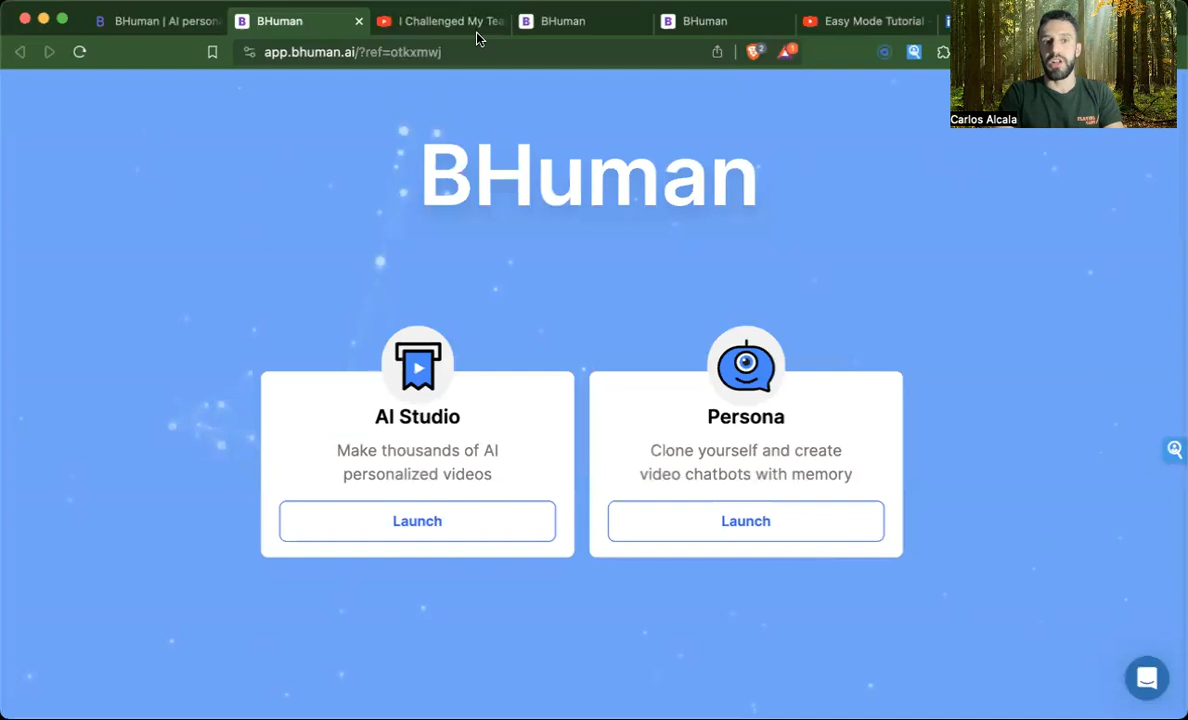 BHuman | AI person
BHuman
I Challenged My Tea
BHuman
BHuman
Easy Mode Tutorial
app.bhuman.ai/?ref=otkxmwj
2
1
Carlos Alcala
BHuman
AI Studio
Make thousands of AI
personalized videos
Launch
Persona
Clone yourself and create
video chatbots with memory
Launch